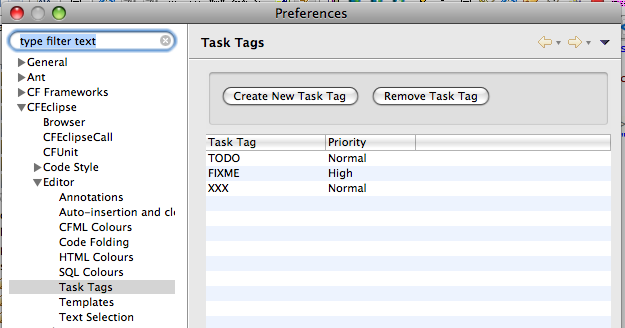 Preferences
type filter text
General
Ant
CF Frameworks
CFEclipse
Browser
CFEclipseCall
CFUnit
Code Style
Editor
Annotations
Auto-insertion and cl
CFML Colours
Code Folding
HTML Colours
SQL Colours
Task Tags
Templates
Text Selection
Task Tags
Create New Task Tag Remove Task Tag
Task Tag Priority
TODO Normal
FIXME High
XXX Normal